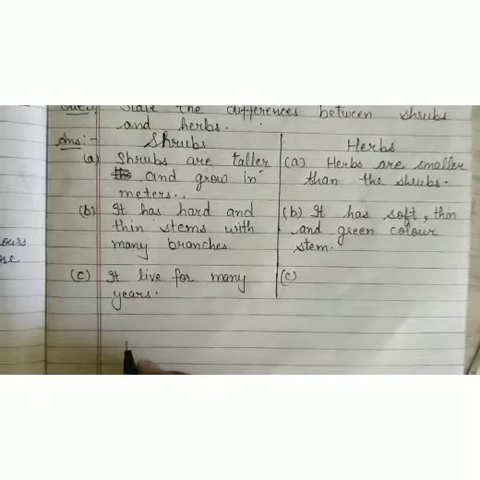 State the differences between shrubs
and herbs.
Ans:- Shrubs Herbs
(a) Shrubs are taller
and grow in
meters.
(a) Herbs are smaller
than the shrubs.
(b) It has hard and
thin stems with
many branches
(b) It has soft, thin
and green colour
stem.
(c) It live for many
years.
(c)